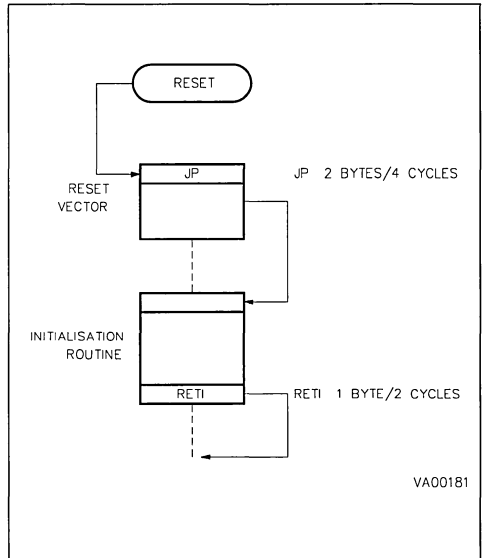 RESET
JP
JP 2 BYTES/4 CYCLES
RESET
VECTOR
INITIALISATION
ROUTINE
RETI
RETI 1 BYTE/2 CYCLES
VA00181